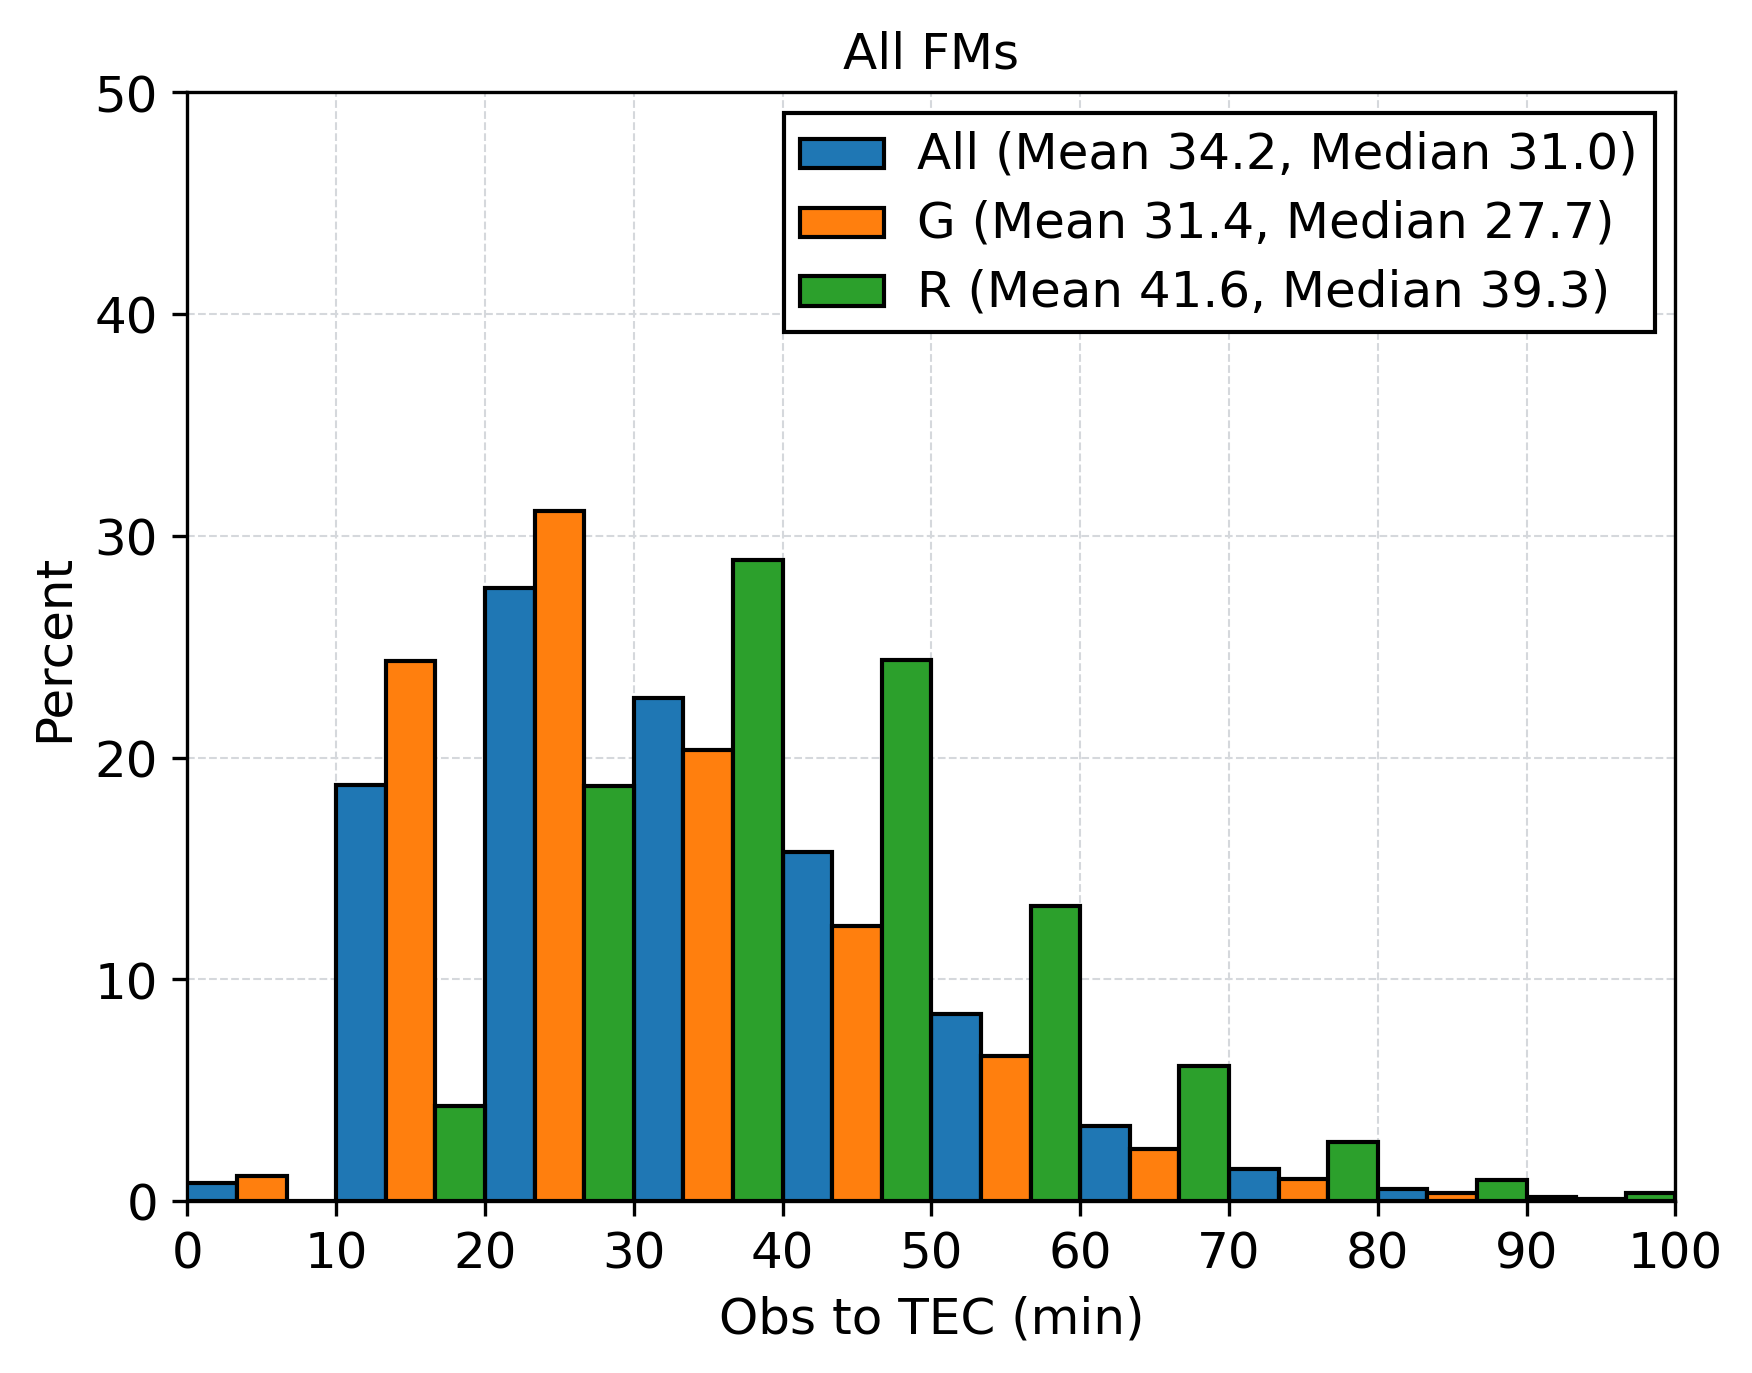 All FMs
50
40
30
20
10
0
Percent
All (Mean 34.2, Median 31.0)
G (Mean 31.4, Median 27.7)
R (Mean 41.6, Median 39.3)
0 10 20 30 40 50 60 70 80 90 100
Obs to TEC (min)